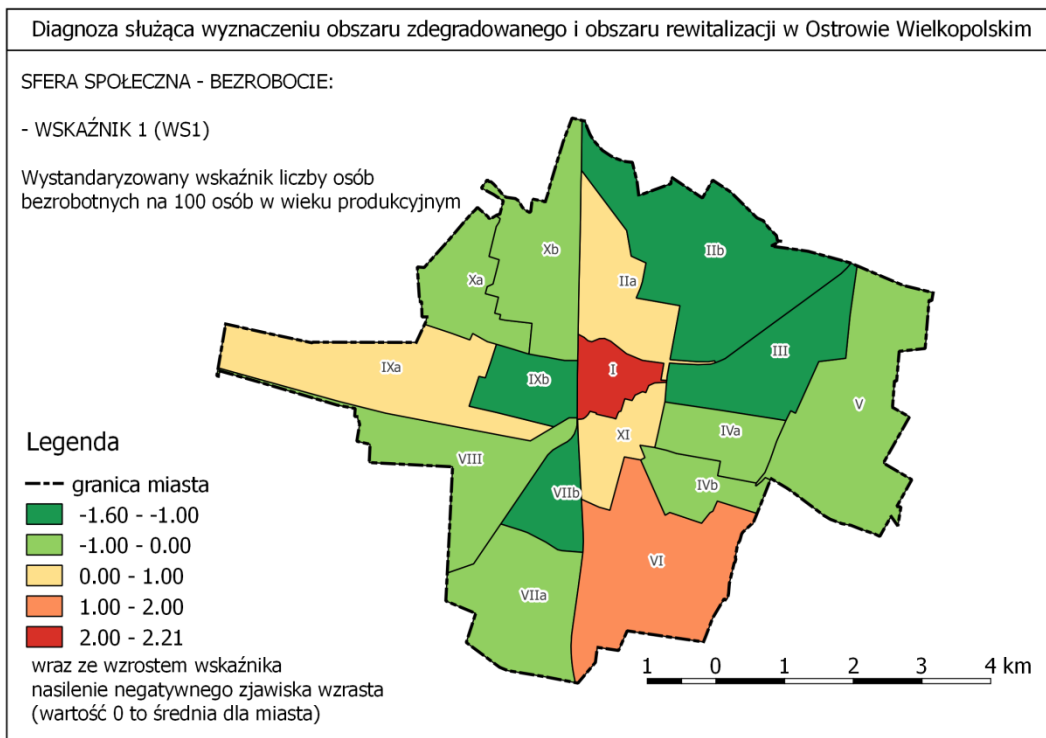 Diagnoza służąca wyznaczeniu obszaru zdegradowanego i obszaru rewitalizacji w Ostrowie Wielkopolskim
SFERA SPOŁECZNA - BEZROBOCIE:
- WSKAŹNIK 1 (WS1)
Wystandaryzowany wskaźnik liczby osób
bezrobotnych na 100 osób w wieku produkcyjnym
Xb
IIb
Xa
IIa
III
IXa
IXb
I
V
XI
IVa
VIII
VIIb
IVb
VI
VIIa
Legenda
granica miasta
-1.60 - -1.00
-1.00 - 0.00
0.00 - 1.00
1.00 - 2.00
2.00 - 2.21
wraz ze wzrostem wskaźnika
nasilenie negatywnego zjawiska wzrasta
(wartość 0 to średnia dla miasta)
1 0 1 2 3 4 km